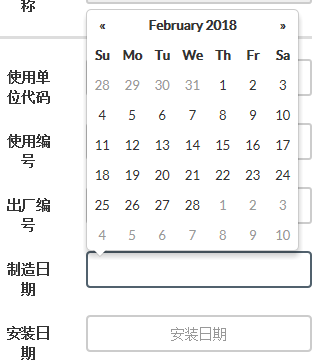 称
« February 2018 »
Su Mo Tu We Th Fr Sa
28 29 30 31 1 2 3
4 5 6 7 8 9 10
11 12 13 14 15 16 17
18 19 20 21 22 23 24
25 26 27 28 1 2 3
4 5 6 7 8 9 10
使用单
位代码
使用编
号
出厂编
号
制造日
期
安装日
期
安装日期